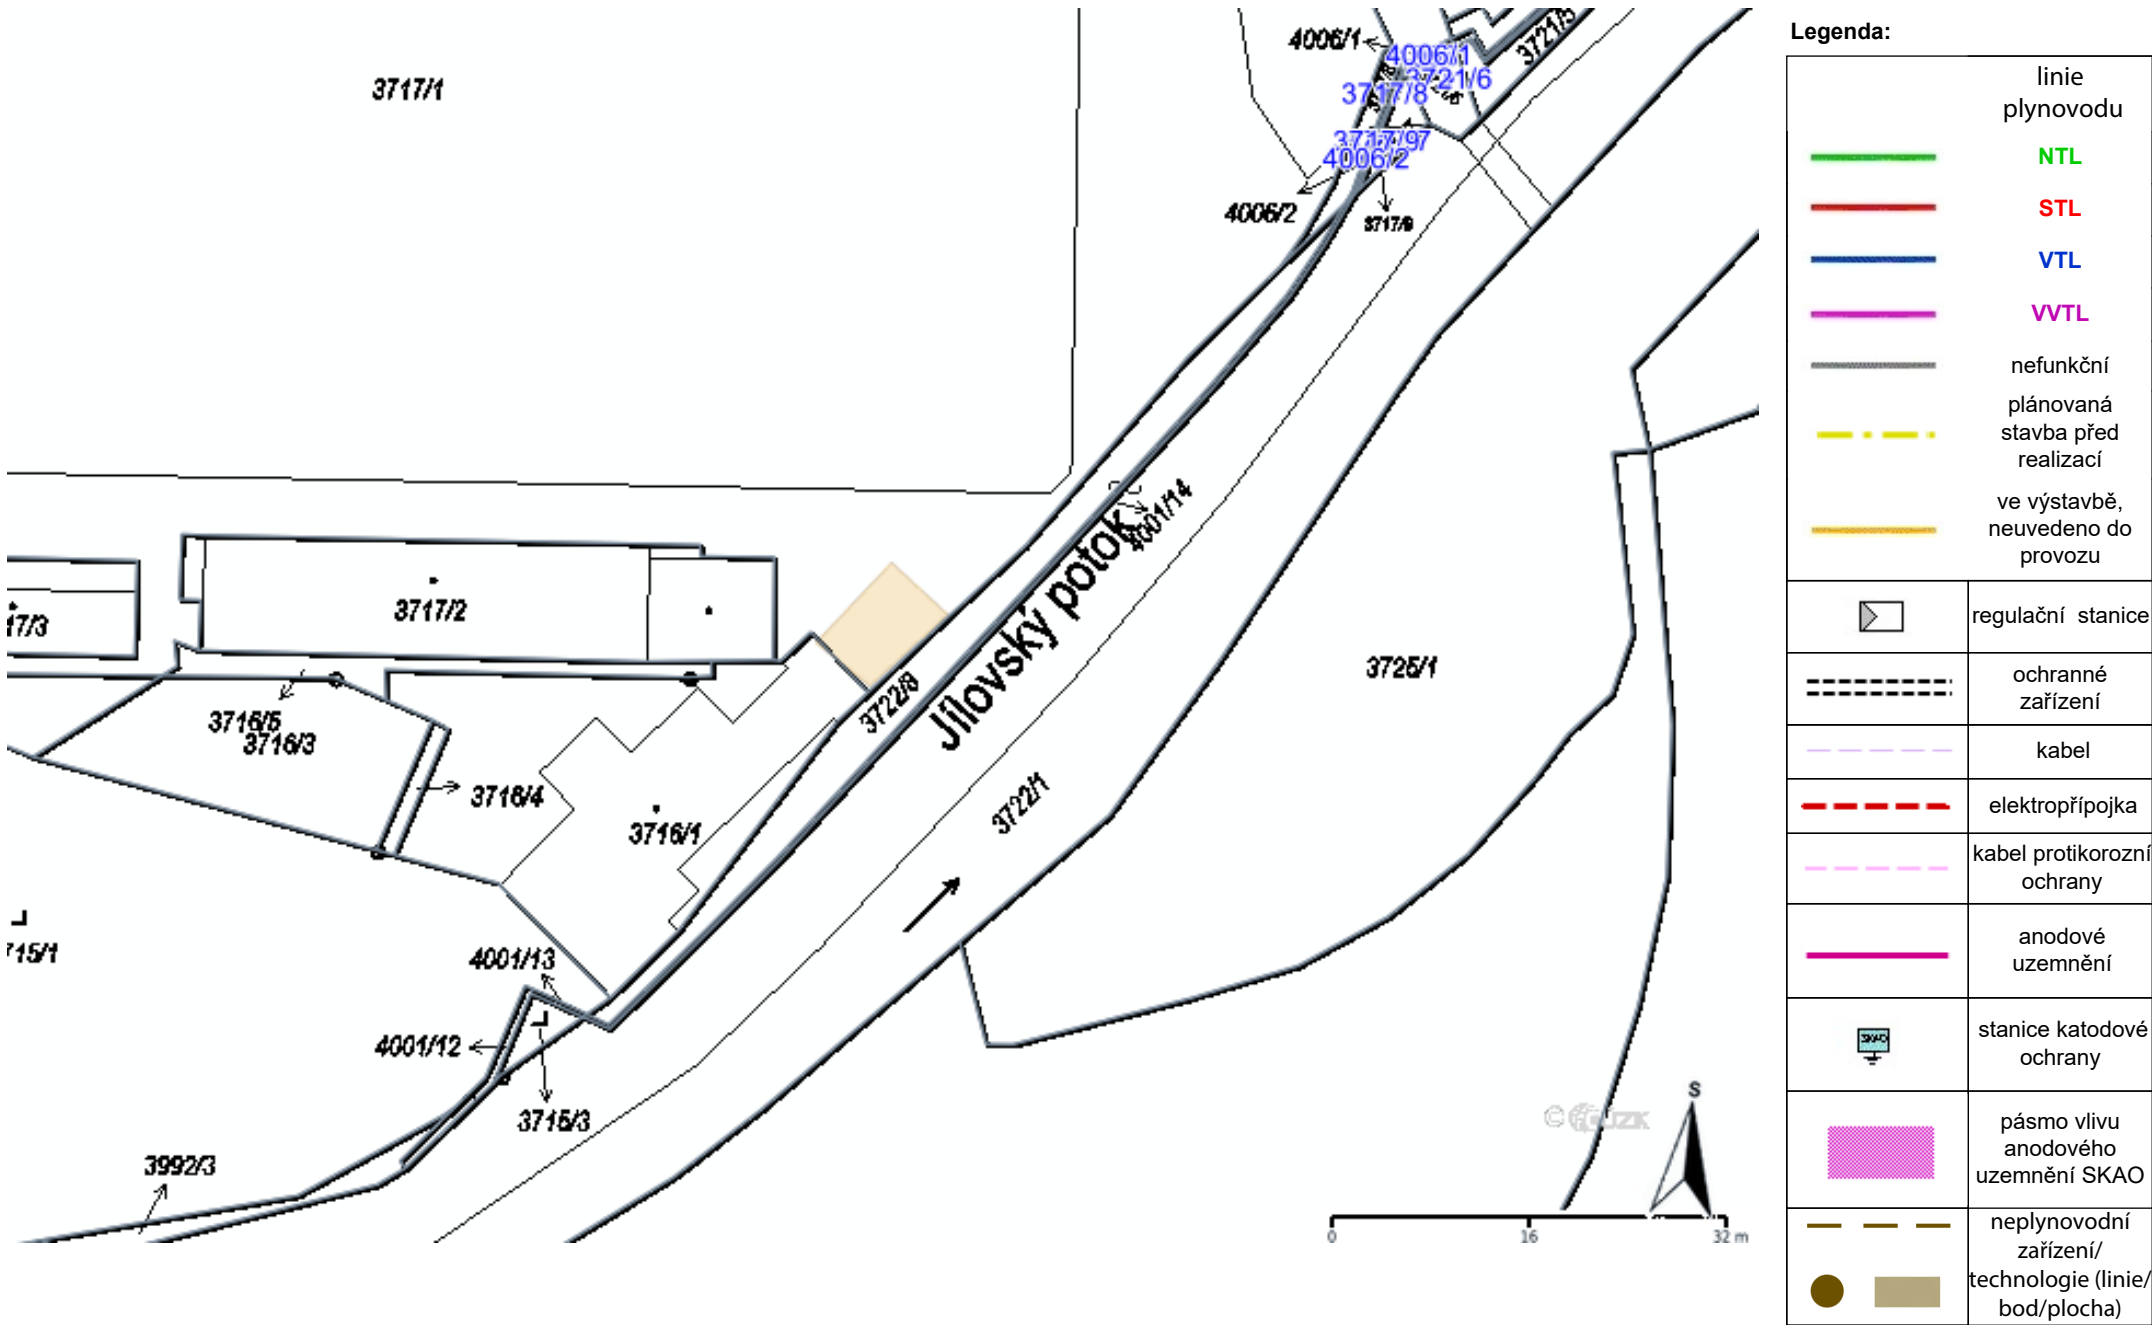 3717/1
4006/1
4006/1
3721/5
3721/6
3717/8
3717/97
4006/2
4006/2
3717/9
4001/14
Jílovský potok
17/3
3717/2
3725/1
3722/8
3716/5
3716/3
3716/4
3716/1
3722/1
715/1
4001/13
4001/12
3715/3
3992/3
©
S
0
16
32 m
Legenda:
linie
plynovodu
NTL
STL
VTL
VVTL
nefunkční
plánovaná
stavba před
realizací
ve výstavbě,
neuvedeno do
provozu
regulační stanice
ochranné
zařízení
kabel
elektropřípojka
kabel protikorozní
ochrany
anodové
uzemnění
SKAO
stanice katodové
ochrany
pásmo vlivu
anodového
uzemnění SKAO
neplynovodní
zařízení/
technologie (linie/
bod/plocha)